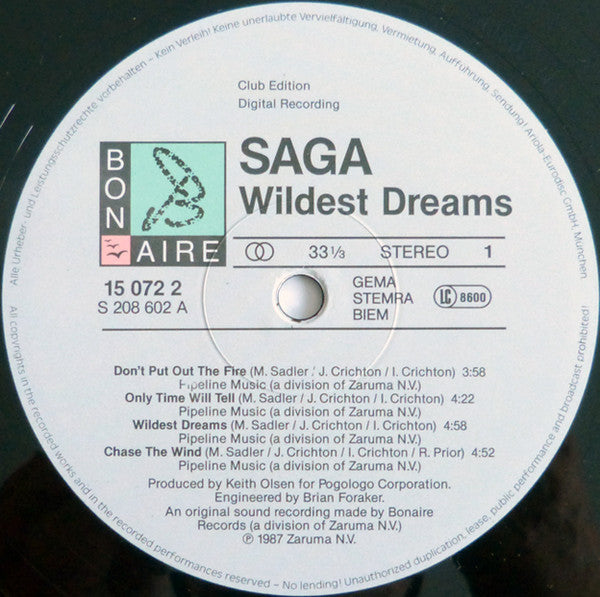 Alle Urheber- und Leistungsschutzrechte vorbehalten – Kein Verleih! Keine unerlaubte Vervielfältigung, Vermietung, Aufführung, Sendung! Ariola-Eurodisc GmbH, München
Club Edition
Digital Recording
BON
AIRE
SAGA
Wildest Dreams
33 1/3 STEREO 1
15 072 2
S 208 602 A
GEMA
STEMRA
BIEM
LC 8600
Don't Put Out The Fire (M. Sadler / J. Crichton / I. Crichton) 3:58
Pipeline Music (a division of Zaruma N.V.)
Only Time Will Tell (M. Sadler / J. Crichton / I. Crichton) 4:22
Pipeline Music (a division of Zaruma N.V.)
Wildest Dreams (M. Sadler / J. Crichton / I. Crichton) 4:58
Pipeline Music (a division of Zaruma N.V.)
Chase The Wind (M. Sadler / J. Crichton / I. Crichton / R. Prior) 4:52
Pipeline Music (a division of Zaruma N.V.)
Produced by Keith Olsen for Pogologo Corporation.
Engineered by Brian Foraker.
An original sound recording made by Bonaire
Records (a division of Zaruma N.V.)
℗ 1987 Zaruma N.V.
All copyrights in the recorded works and in the recorded performances reserved – No lending! Unauthorized duplication, lease, public performance and broadcast prohibited!